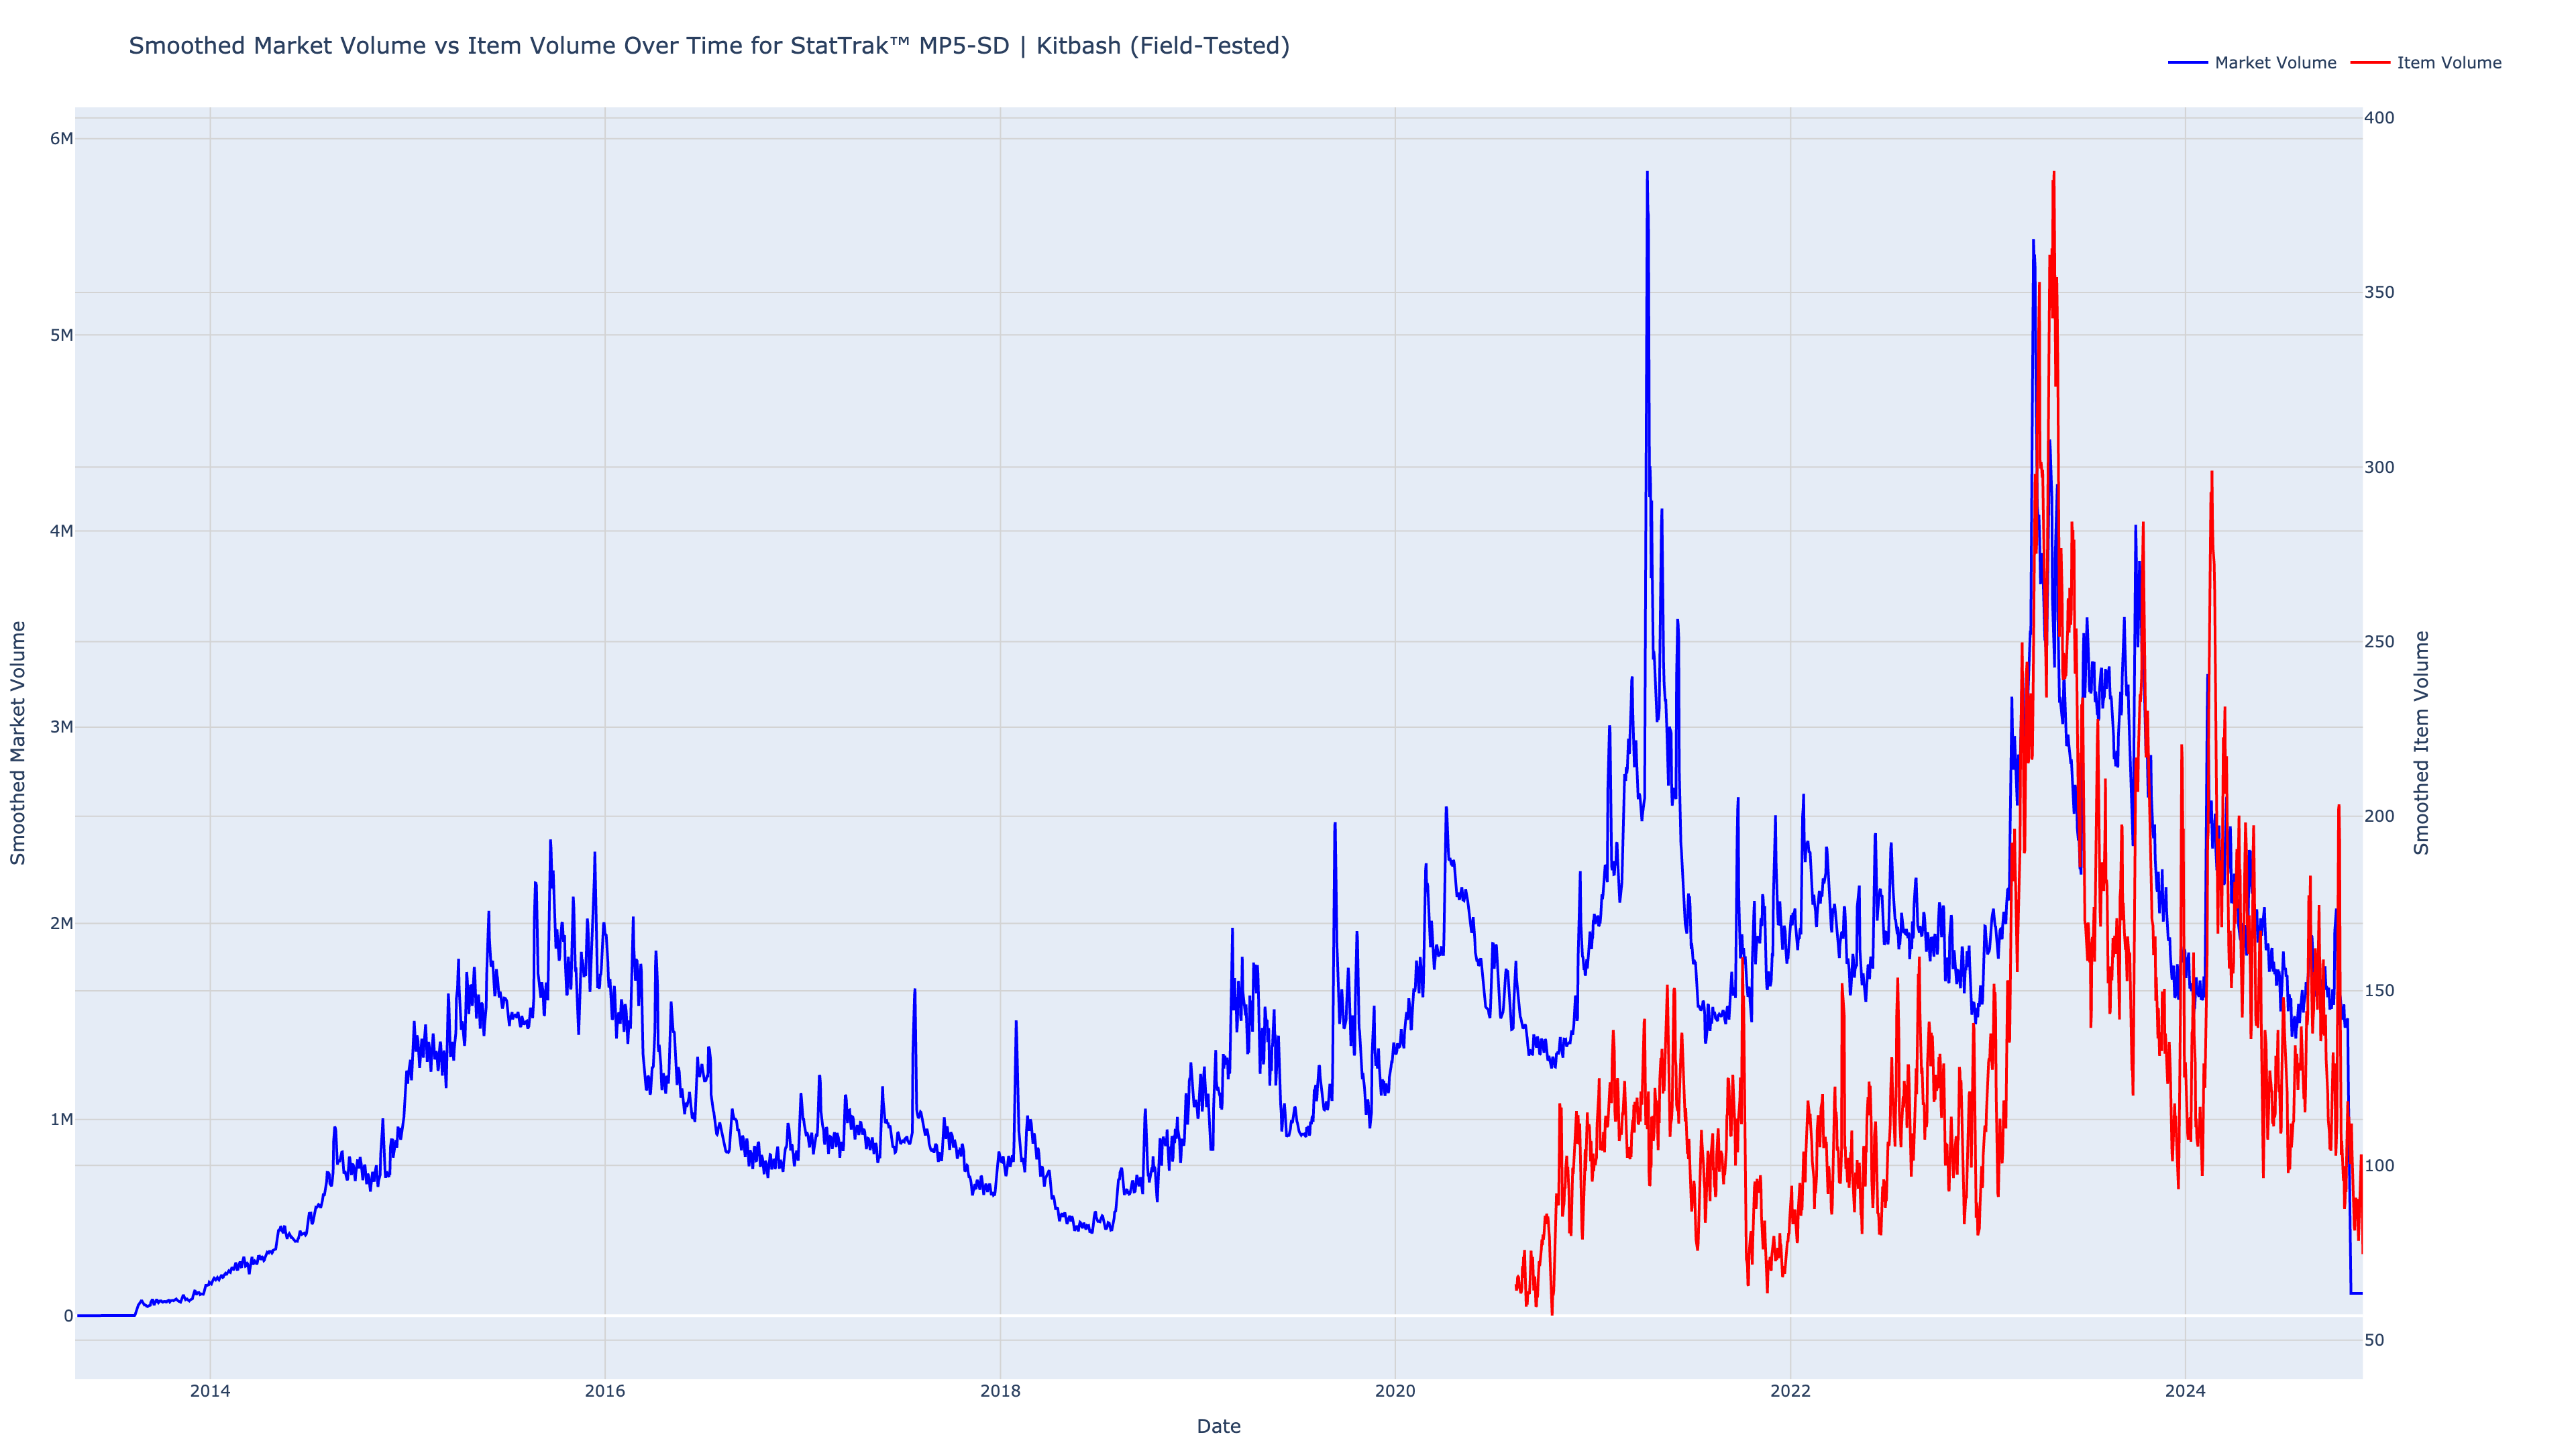 Smoothed Market Volume vs Item Volume Over Time for StatTrak™ MP5-SD | Kitbash (Field-Tested)
Market Volume
Item Volume
6M
5M
4M
3M
2M
1M
0
Smoothed Market Volume
400
350
300
250
200
150
100
50
Smoothed Item Volume
2014
2016
2018
2020
2022
2024
Date